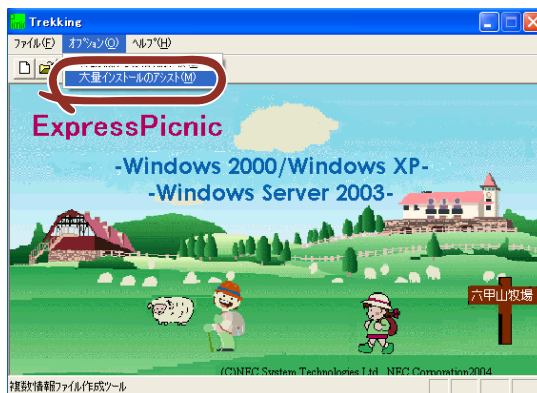 Trekking
ファイル(F) オプション(O) ヘルプ(H)
大量インストールのアシスト(M)
ExpressPicnic
-Windows 2000/Windows XP-
-Windows Server 2003-
六甲山牧場
(C)NEC System Technologies Ltd. NEC Corporation2004
複数情報ファイル作成ツール